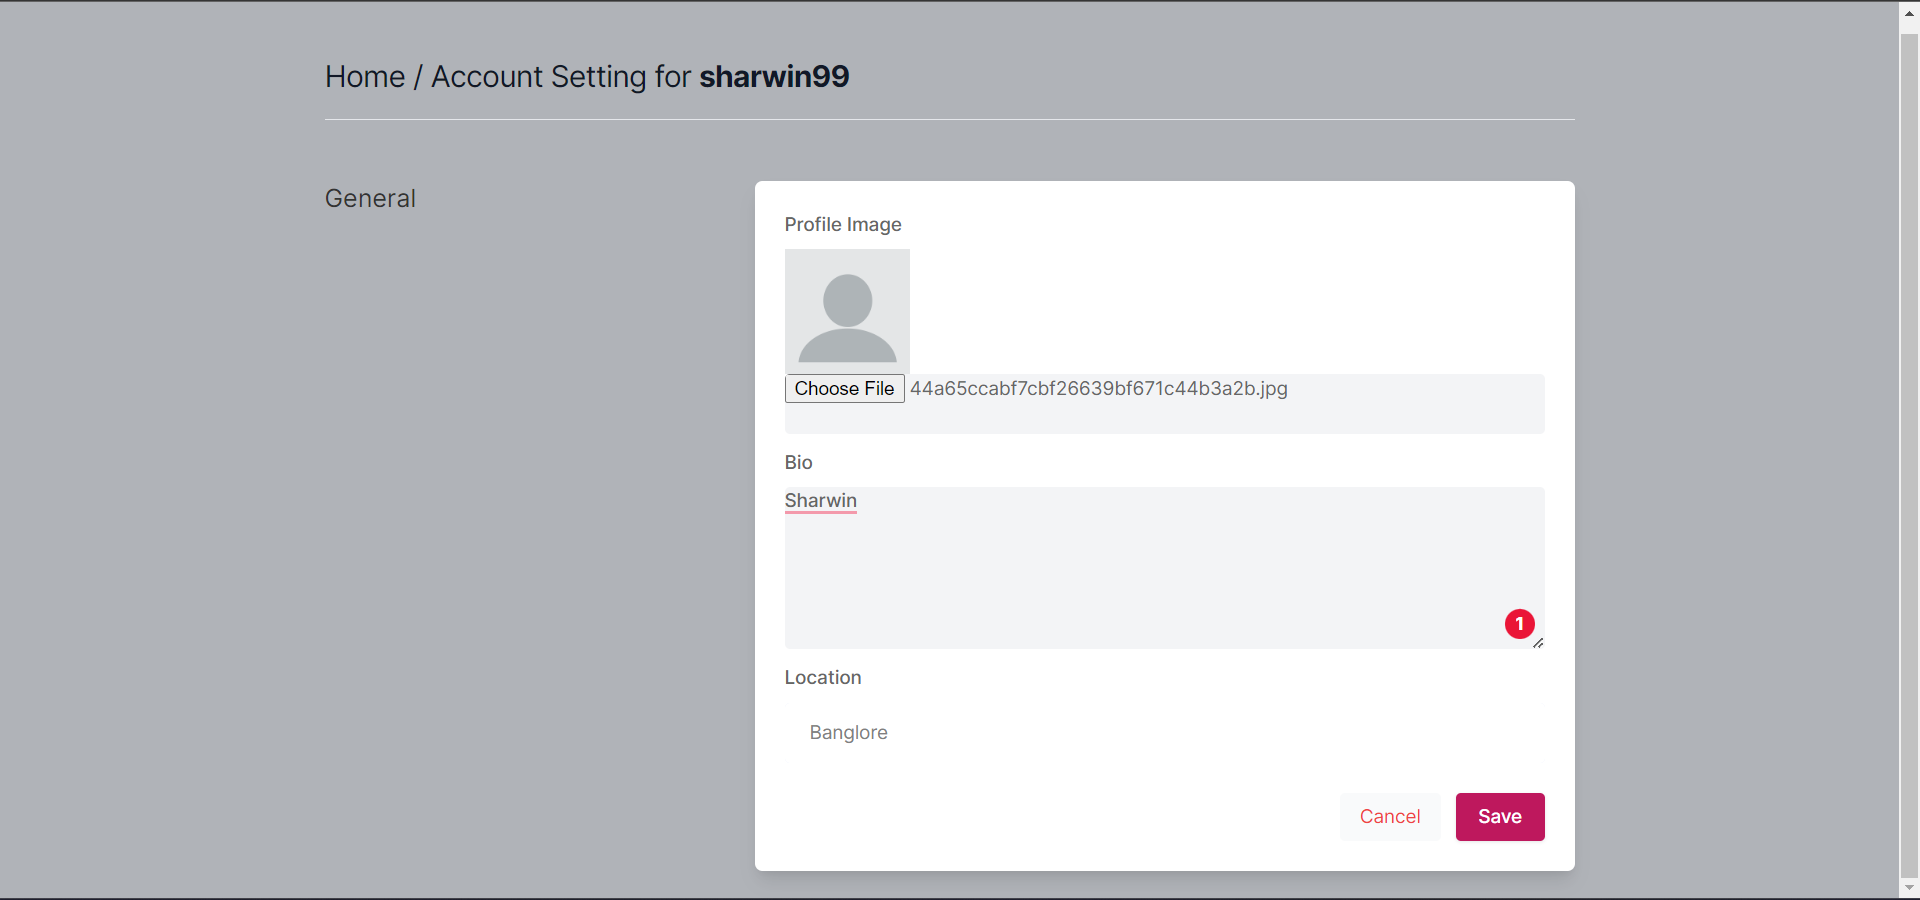 Home / Account Setting for sharwin99
General
Profile Image
Choose File 44a65ccabf7cbf26639bf671c44b3a2b.jpg
Bio
Sharwin
1
Location
Banglore
Cancel Save